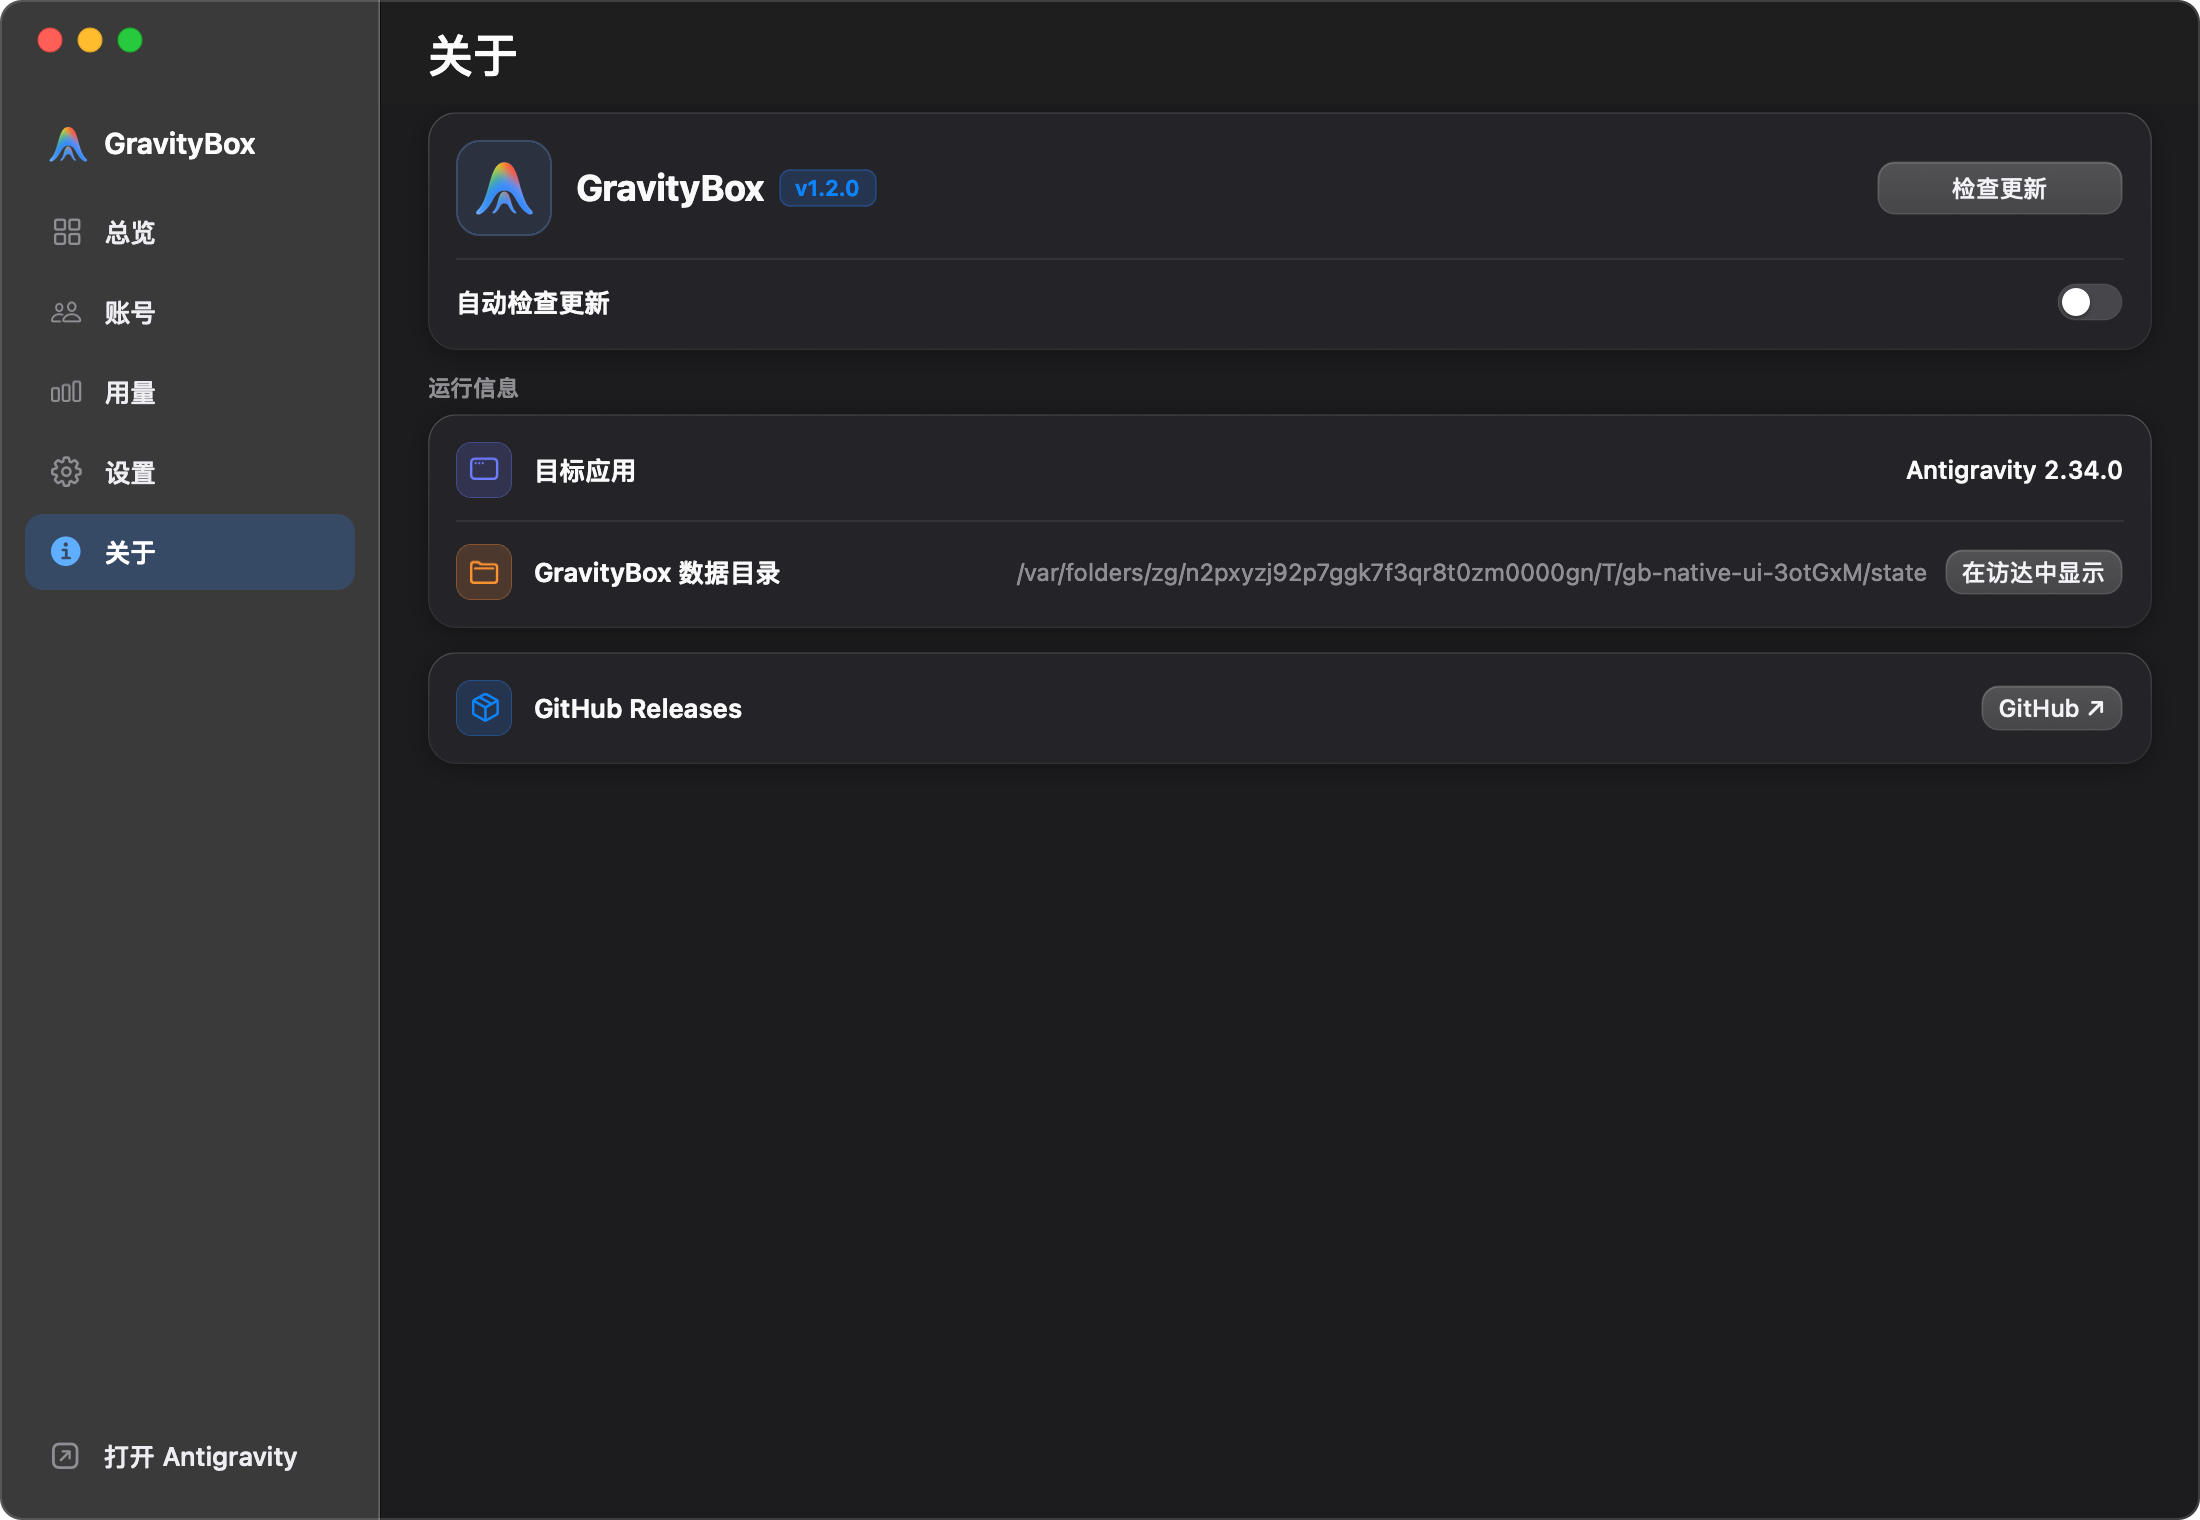 GravityBox
总览
账号
用量
设置
关于
打开 Antigravity
关于
GravityBox v1.2.0 检查更新
自动检查更新
运行信息
目标应用 Antigravity 2.34.0
GravityBox 数据目录 /var/folders/zg/n2pxyzj92p7ggk7f3qr8t0zm0000gn/T/gb-native-ui-3otGxM/state 在访达中显示
GitHub Releases GitHub ↗